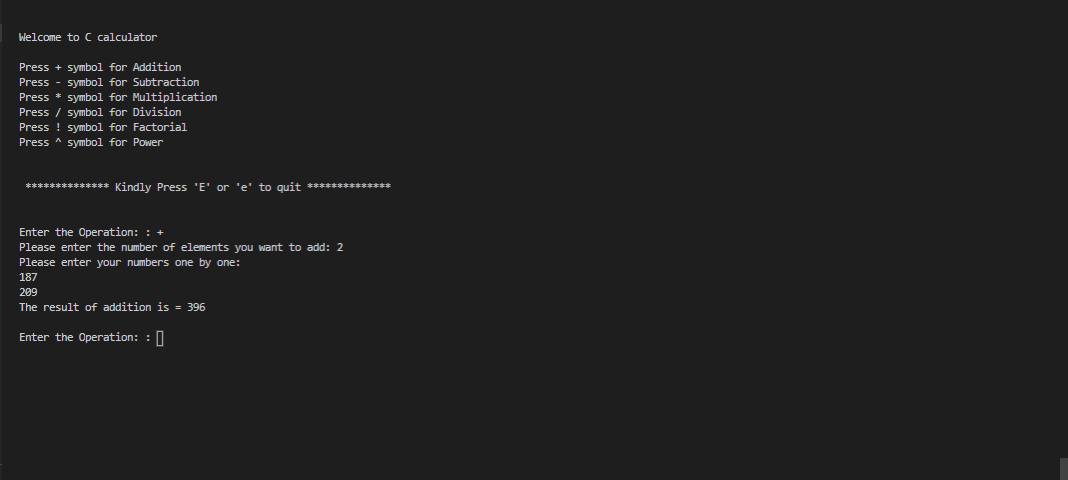 Welcome to C calculator
Press + symbol for Addition
Press - symbol for Subtraction
Press * symbol for Multiplication
Press / symbol for Division
Press ! symbol for Factorial
Press ^ symbol for Power
************** Kindly Press 'E' or 'e' to quit **************
Enter the Operation: : +
Please enter the number of elements you want to add: 2
Please enter your numbers one by one:
187
209
The result of addition is = 396
Enter the Operation: :